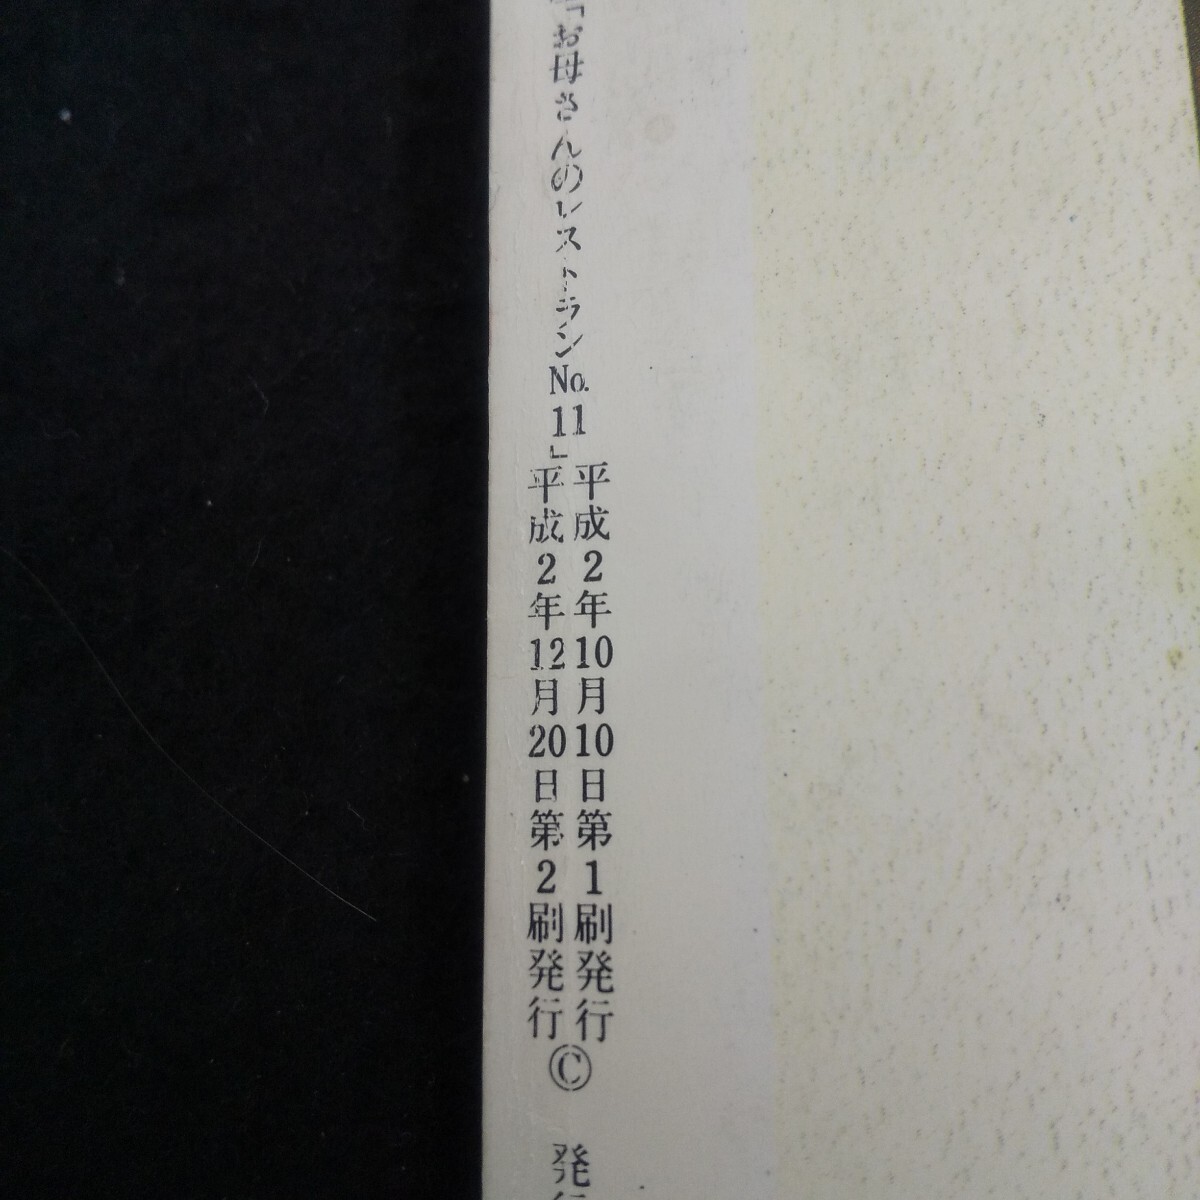 「お母さんのレストランNo.11」
平成2年10月10日第1刷発行
平成2年12月20日第2刷発行
©
発行